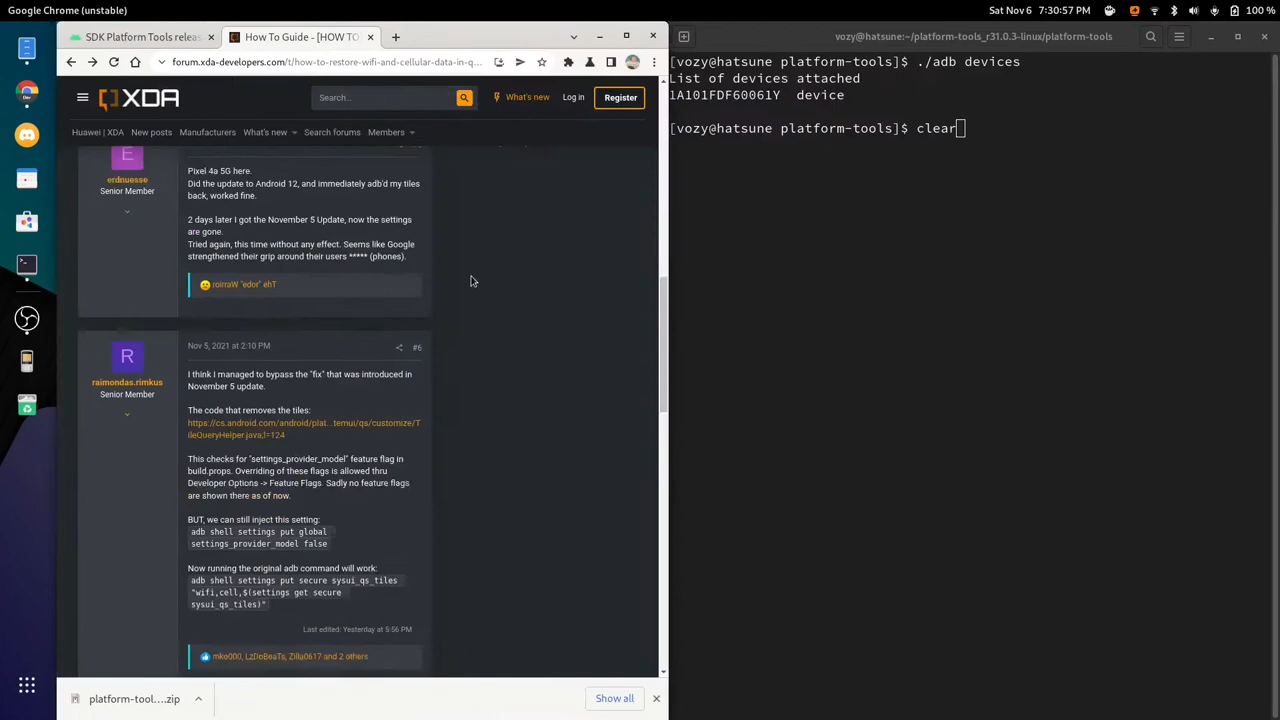 Google Chrome (unstable)
Sat Nov 6 7:30:57 PM
100 %
SDK Platform Tools releas
How To Guide - [HOW TO
forum.xda-developers.com/t/how-to-restore-wifi-and-cellular-data-in-q...
XDA
Search...
What's new
Log in
Register
Huawei | XDA
New posts
Manufacturers
What's new
Search forums
Members
E
erdnuesse
Senior Member
Pixel 4a 5G here.
Did the update to Android 12, and immediately adb'd my tiles
back, worked fine.
2 days later I got the November 5 Update, now the settings
are gone.
Tried again, this time without any effect. Seems like Google
strengthened their grip around their users ***** (phones).
roirraW "edor" ehT
R
raimondas.rimkus
Senior Member
Nov 5, 2021 at 2:10 PM
#6
I think I managed to bypass the "fix" that was introduced in
November 5 update.
The code that removes the tiles:
https://cs.android.com/android/plat...temui/qs/customize/T
ileQueryHelper.java;l=124
This checks for "settings_provider_model" feature flag in
build.props. Overriding of these flags is allowed thru
Developer Options -> Feature Flags. Sadly no feature flags
are shown there as of now.
BUT, we can still inject this setting:
adb shell settings put global
settings_provider_model false
Now running the original adb command will work:
adb shell settings put secure sysui_qs_tiles
"wifi,cell,$(settings get secure
sysui_qs_tiles)"
Last edited: Yesterday at 5:56 PM
mko000, LzDoBeaTs, Zilla0617 and 2 others
platform-tool....zip
Show all
vozy@hatsune:~/platform-tools_r31.0.3-linux/platform-tools
[vozy@hatsune platform-tools]$ ./adb devices
List of devices attached
1A101FDF60061Y device
[vozy@hatsune platform-tools]$ clear